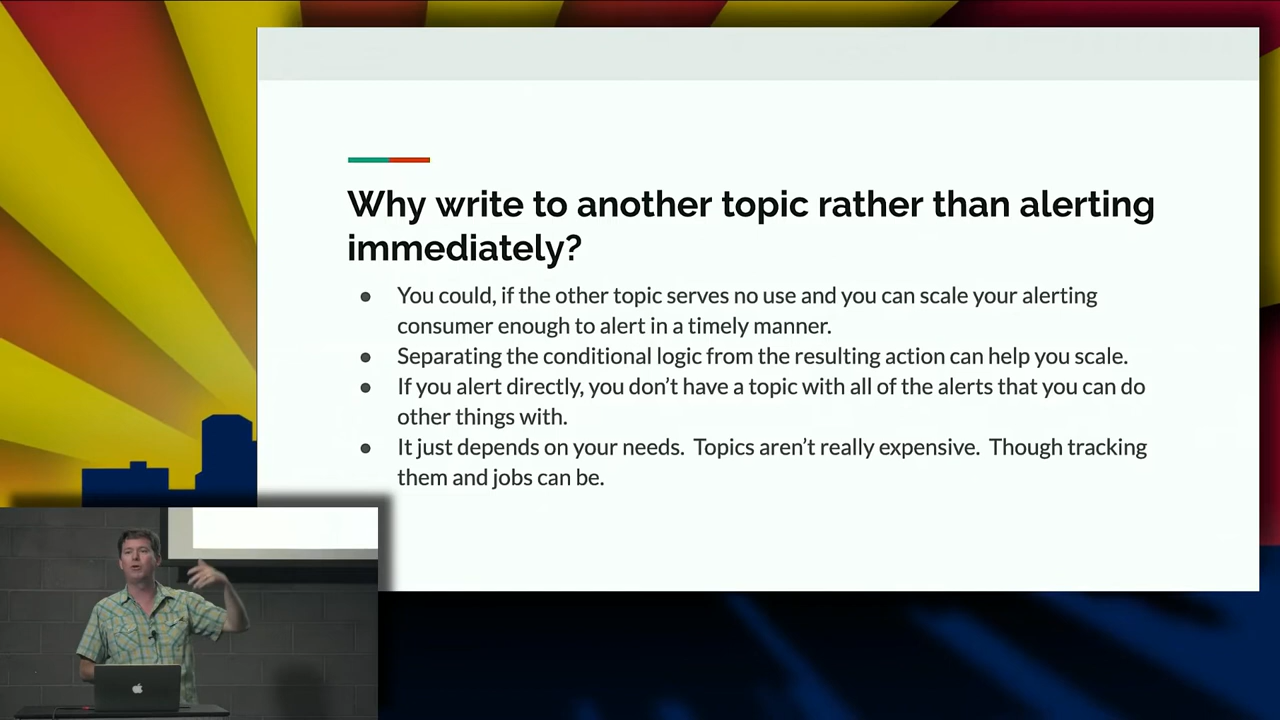 Why write to another topic rather than alerting
immediately?
● You could, if the other topic serves no use and you can scale your alerting
consumer enough to alert in a timely manner.
● Separating the conditional logic from the resulting action can help you scale.
● If you alert directly, you don’t have a topic with all of the alerts that you can do
other things with.
● It just depends on your needs.  Topics aren’t really expensive.  Though tracking
them and jobs can be.